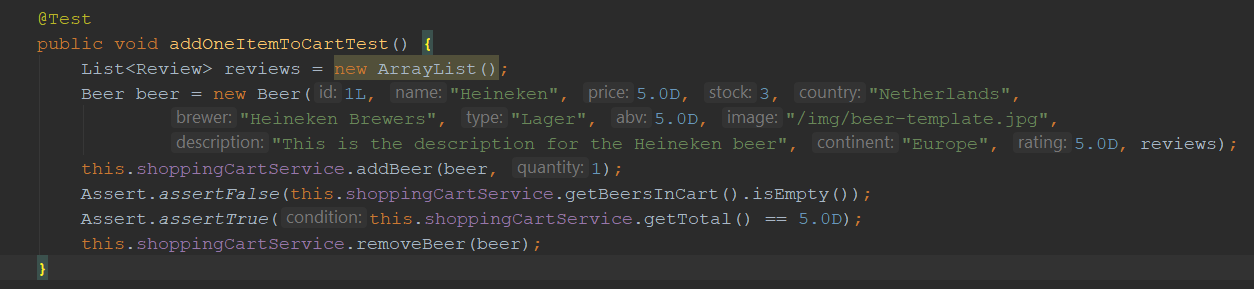 @Test
public void addOneItemToCartTest() {
List<Review> reviews = new ArrayList();
Beer beer = new Beer( id: 1L, name: "Heineken", price: 5.0D, stock: 3, country: "Netherlands",
brewer: "Heineken Brewers", type: "Lager", abv: 5.0D, image: "/img/beer-template.jpg",
description: "This is the description for the Heineken beer", continent: "Europe", rating: 5.0D, reviews);
this.shoppingCartService.addBeer(beer, quantity: 1);
Assert.assertFalse(this.shoppingCartService.getBeersInCart().isEmpty());
Assert.assertTrue( condition: this.shoppingCartService.getTotal() == 5.0D);
this.shoppingCartService.removeBeer(beer);
}